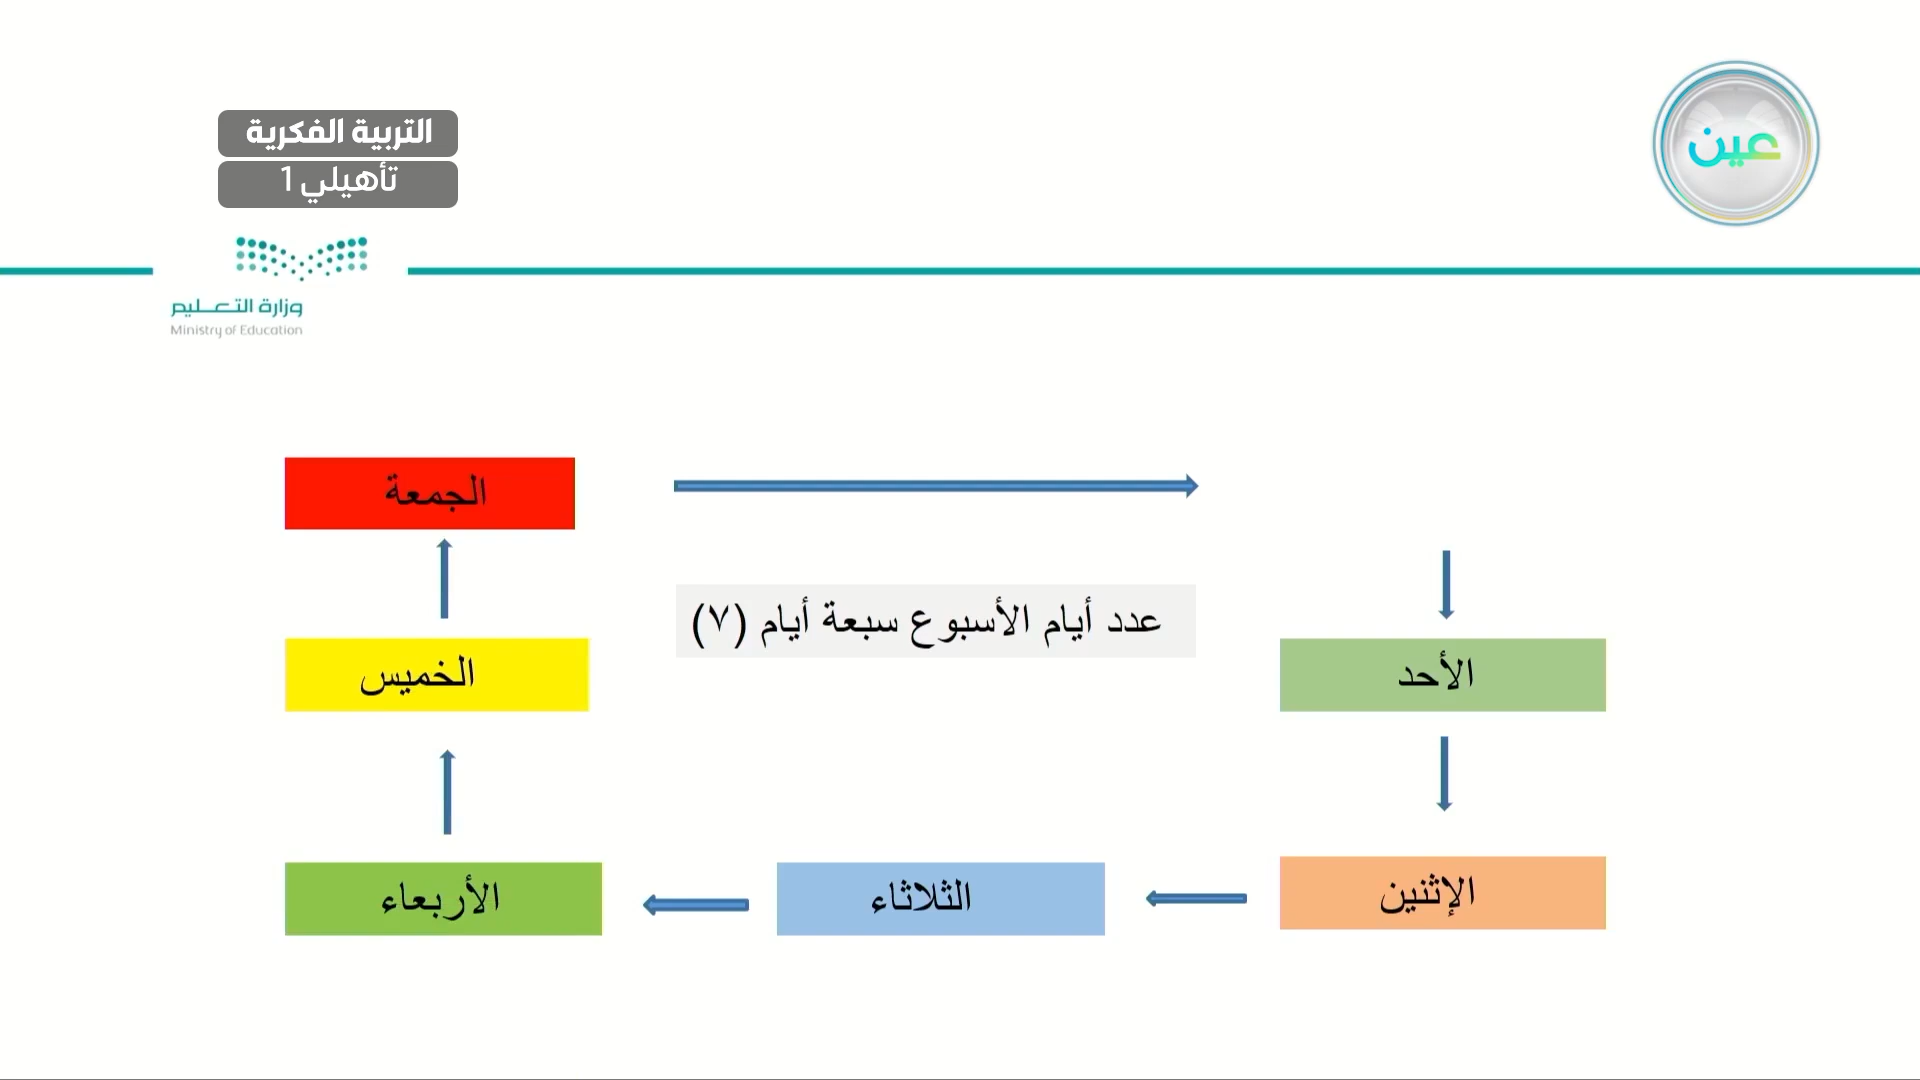 عين
التربية الفكرية
تأهيلي 1
وزارة التعليم
Ministry of Education
الجمعة
عدد أيام الأسبوع سبعة أيام (٧)
الأحد
الخميس
الإثنين
الثلاثاء
الأربعاء